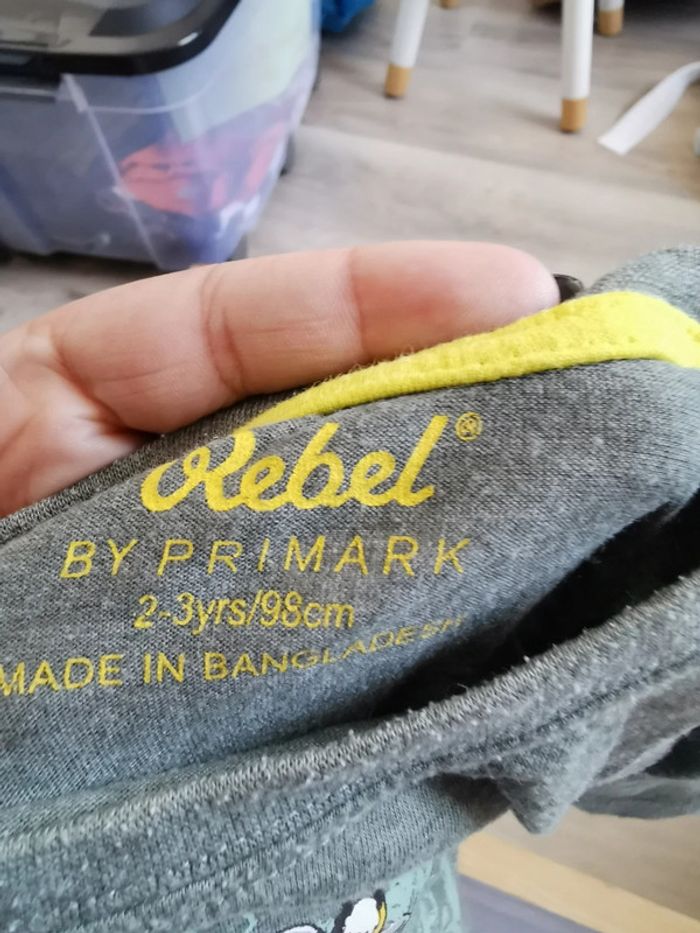 Rebel®
BY PRIMARK
2-3yrs/98cm
MADE IN BANGLADESH